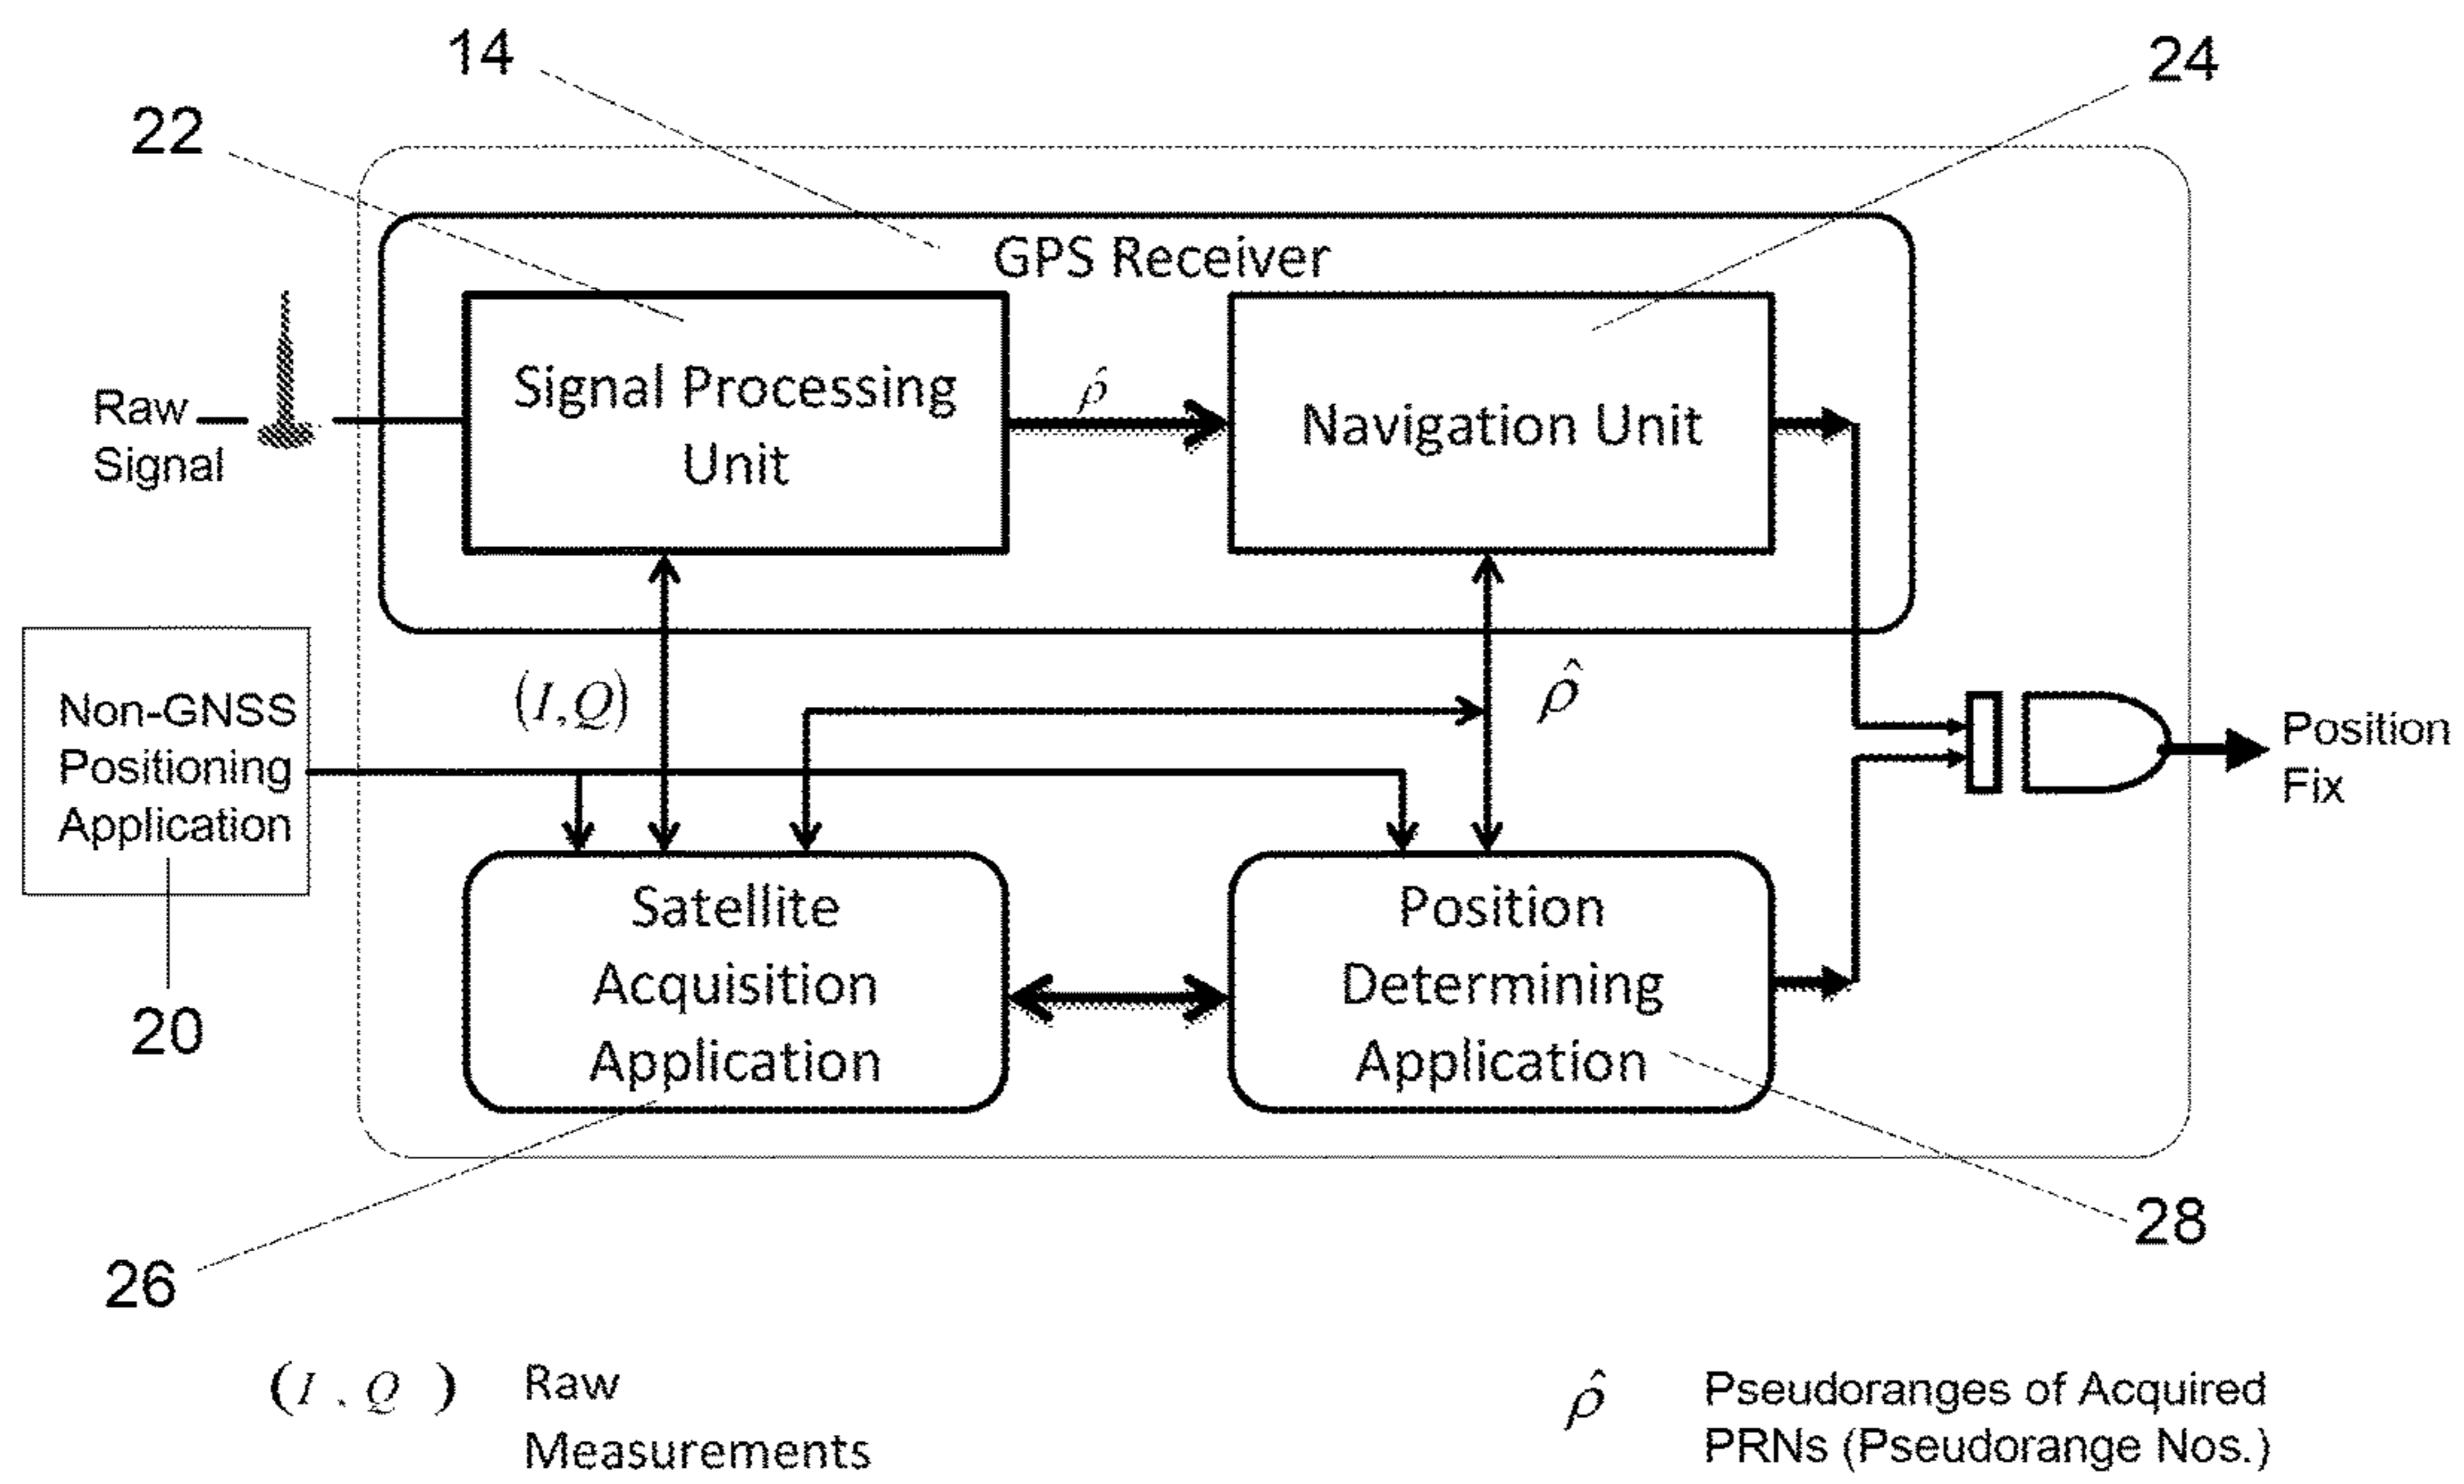 14
24
22
GPS Receiver
Raw
Signal
Signal Processing
Unit
ρ̂
Navigation Unit
Non-GNSS
Positioning
Application
(I,Q)
ρ̂
Position
Fix
Satellite
Acquisition
Application
Position
Determining
Application
20
26
28
(I , Q )
Raw
Measurements
ρ̂
Pseudoranges of Acquired
PRNs (Pseudorange Nos.)